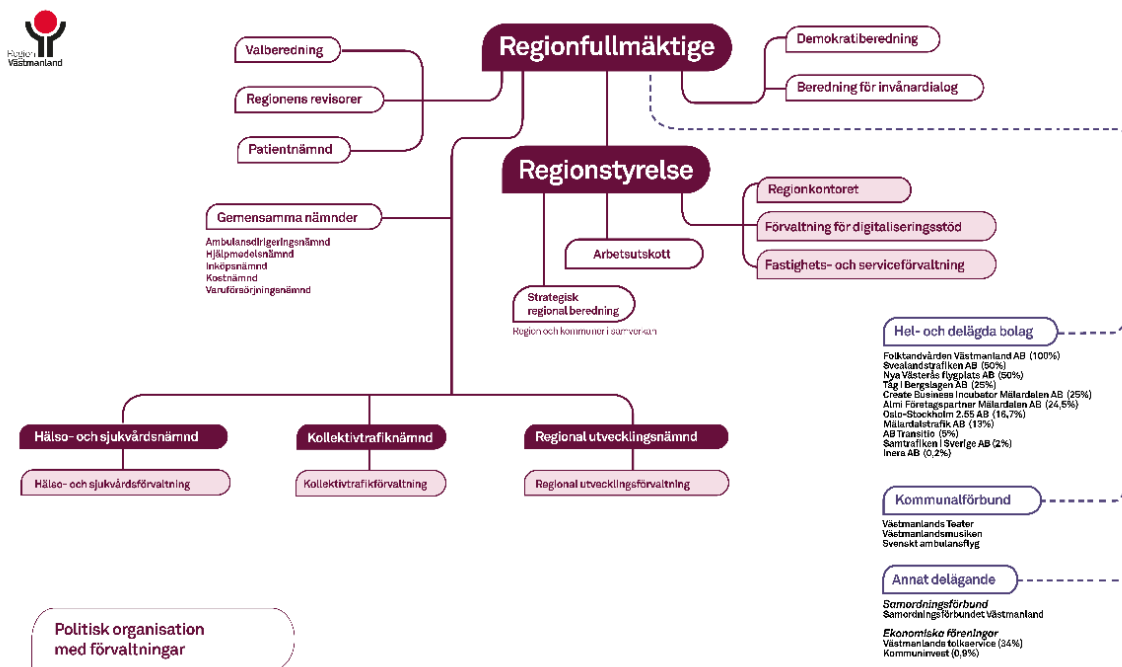 Region
Västmanland
Regionfullmäktige
Valberedning
Regionens revisorer
Patientnämnd
Demokratiberedning
Beredning för invånardialog
Regionstyrelse
Regionkontoret
Förvaltning för digitaliseringsstöd
Fastighets- och serviceförvaltning
Arbetsutskott
Strategisk
regional beredning
Region och kommuner i samverkan
Gemensamma nämnder
Ambulansdirigeringsnämnd
Hjälpmedelsnämnd
Inköpsnämnd
Kostnämnd
Varuförsörjningsnämnd
Hälso- och sjukvårdsnämnd
Hälso- och sjukvårdsförvaltning
Kollektivtrafiknämnd
Kollektivtrafikförvaltning
Regional utvecklingsnämnd
Regional utvecklingsförvaltning
Hel- och delägda bolag
Folktandvården Västmanland AB (100%)
Svealandstrafiken AB (50%)
Nya Västerås flygplats AB (50%)
Tåg i Bergslagen AB (25%)
Create Business Incubator Mälardalen AB (25%)
Almi Företagspartner Mälardalen AB (24,5%)
Oslo-Stockholm 2.55 AB (16,7%)
Mälardalstrafik AB (13%)
AB Transitio (5%)
Samtrafiken i Sverige AB (2%)
Inera AB (0,2%)
Kommunalförbund
Västmanlands Teater
Västmanlandsmusiken
Svenskt ambulansflyg
Annat delägande
Samordningsförbund
Samordningsförbundet Västmanland
Ekonomiska föreningar
Västmanlands tolkservice (34%)
Kommuninvest (0,9%)
Politisk organisation
med förvaltningar